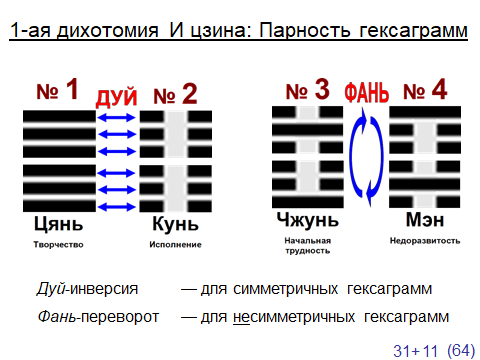 1-ая дихотомия И цзина: Парность гексаграмм
№ 1 ДУЙ № 2 № 3 ФАНЬ № 4
Цянь Кунь Чжунь Мэн
Творчество Исполнение Начальная трудность Недоразвитость
Дуй-инверсия — для симметричных гексаграмм
Фань-переворот — для несимметричных гексаграмм
31+11 (64)